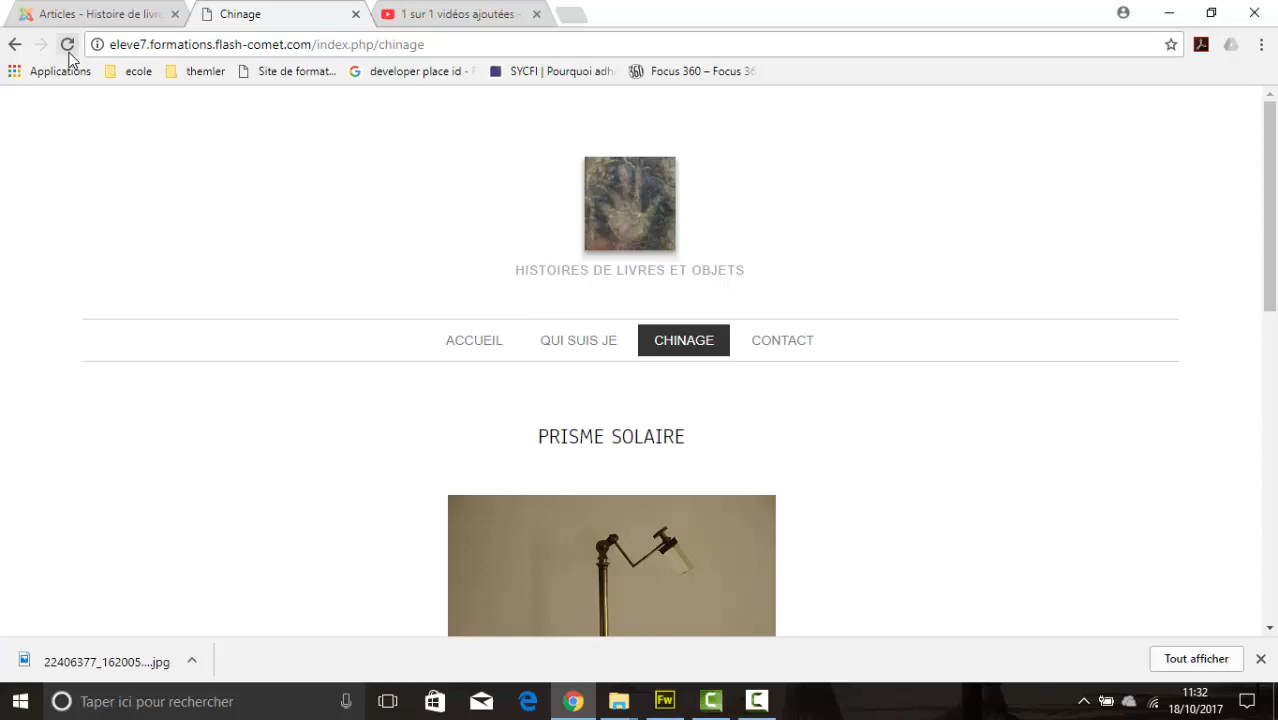 Articles - Histoire de livre
Chinage
1 sur 1 vidéos ajoutées -
eleve7.formations.flash-comet.com/index.php/chinage
Applications ecole themler Site de format... developer place id - SYCFI | Pourquoi adh Focus 360 – Focus 36
HISTOIRES DE LIVRES ET OBJETS
ACCUEIL QUI SUIS JE CHINAGE CONTACT
PRISME SOLAIRE
22406377_162005....jpg
Tout afficher
Taper ici pour rechercher
Fw
11:32
18/10/2017